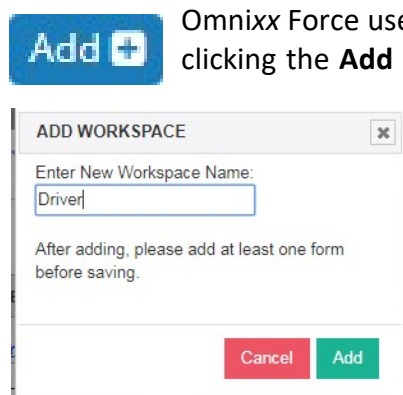 Omnixx Force use
Add
clicking the Add
ADD WORKSPACE
Enter New Workspace Name:
Driver
After adding, please add at least one form
before saving.
Cancel Add